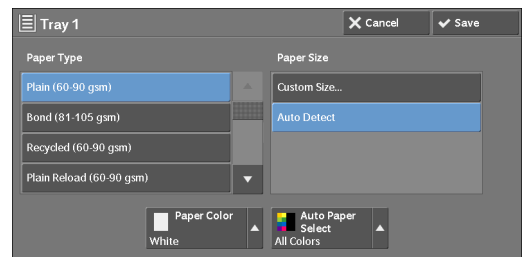 Tray 1
Cancel
Save
Paper Type
Paper Size
Plain (60-90 gsm)
Bond (81-105 gsm)
Recycled (60-90 gsm)
Plain Reload (60-90 gsm)
Custom Size...
Auto Detect
Paper Color
White
Auto Paper
Select
All Colors